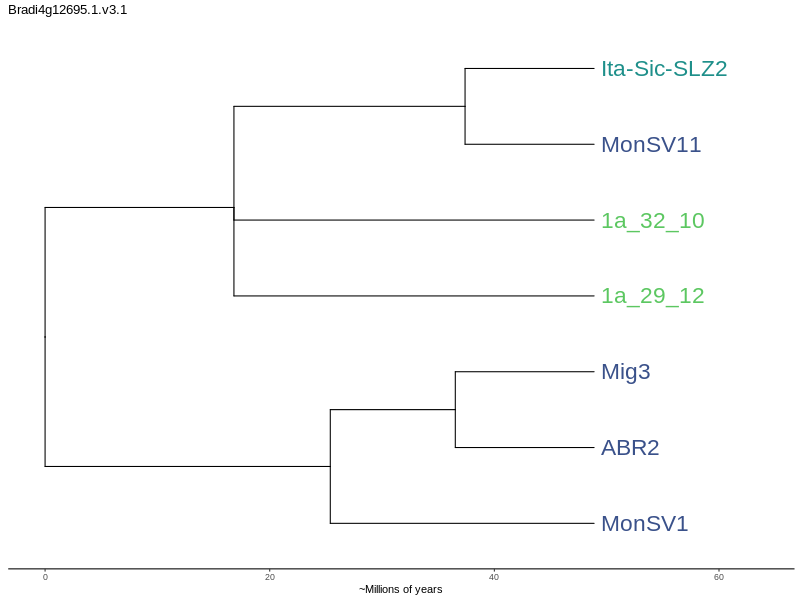 Bradi4g12695.1.v3.1
Ita-Sic-SLZ2
MonSV11
1a_32_10
1a_29_12
Mig3
ABR2
MonSV1
0 20 40 60
~Millions of years